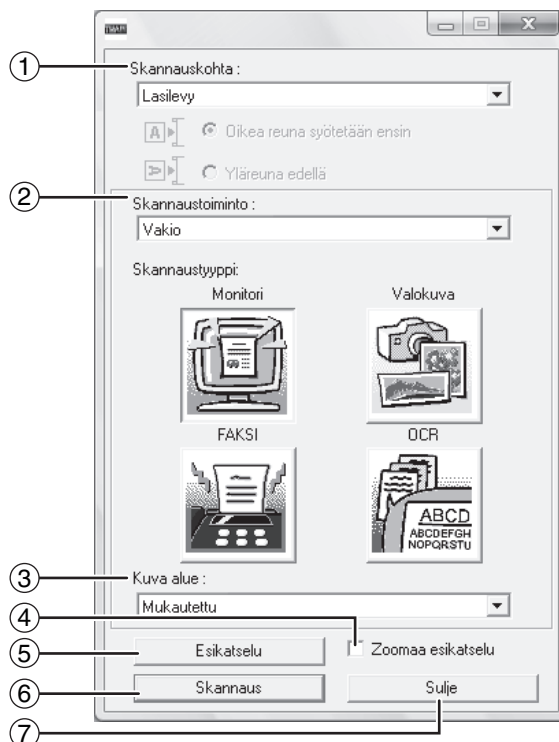 TWAIN
① Skannauskohta :
Lasilevy
A Oikea reuna syötetään ensin
A Yläreuna edellä
② Skannaustoiminto :
Vakio
Skannaustyyppi:
Monitori Valokuva
FAKSI OCR
ABCD
ABCDEFGH
NOPQRSTU
③ Kuva alue :
Mukautettu
④
⑤ Esikatselu Zoomaa esikatselu
⑥ Skannaus Sulje
⑦